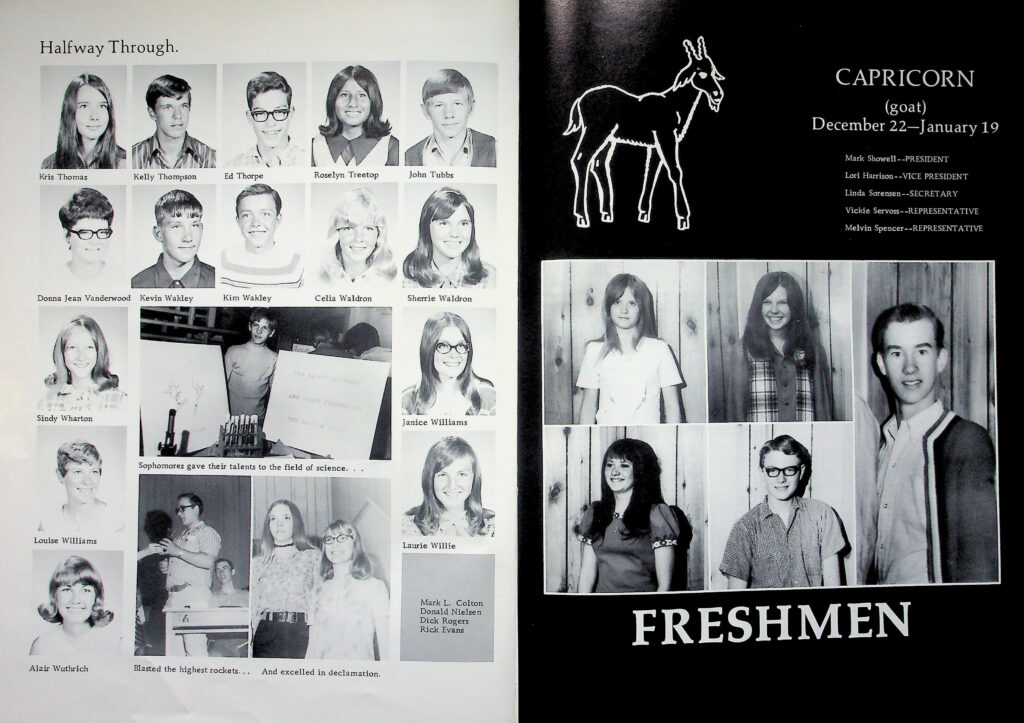 Halfway Through.
Kris Thomas
Kelly Thompson
Ed Thorpe
Roselyn Treetop
John Tubbs
Donna Jean Vanderwood
Kevin Wakley
Kim Wakley
Celia Waldron
Sherrie Waldron
Sindy Wharton
Janice Williams
Sophomores gave their talents to the field of science. . .
Louise Williams
Laurie Willie
Mark L. Colton
Donald Nielsen
Dick Rogers
Rick Evans
Alair Wuthrich
Blasted the highest rockets. . .
And excelled in declamation.
CAPRICORN
(goat)
December 22—January 19
Mark Showell--PRESIDENT
Lori Harrison--VICE PRESIDENT
Linda Sorensen--SECRETARY
Vickie Servoss--REPRESENTATIVE
Melvin Spencer--REPRESENTATIVE
FRESHMEN